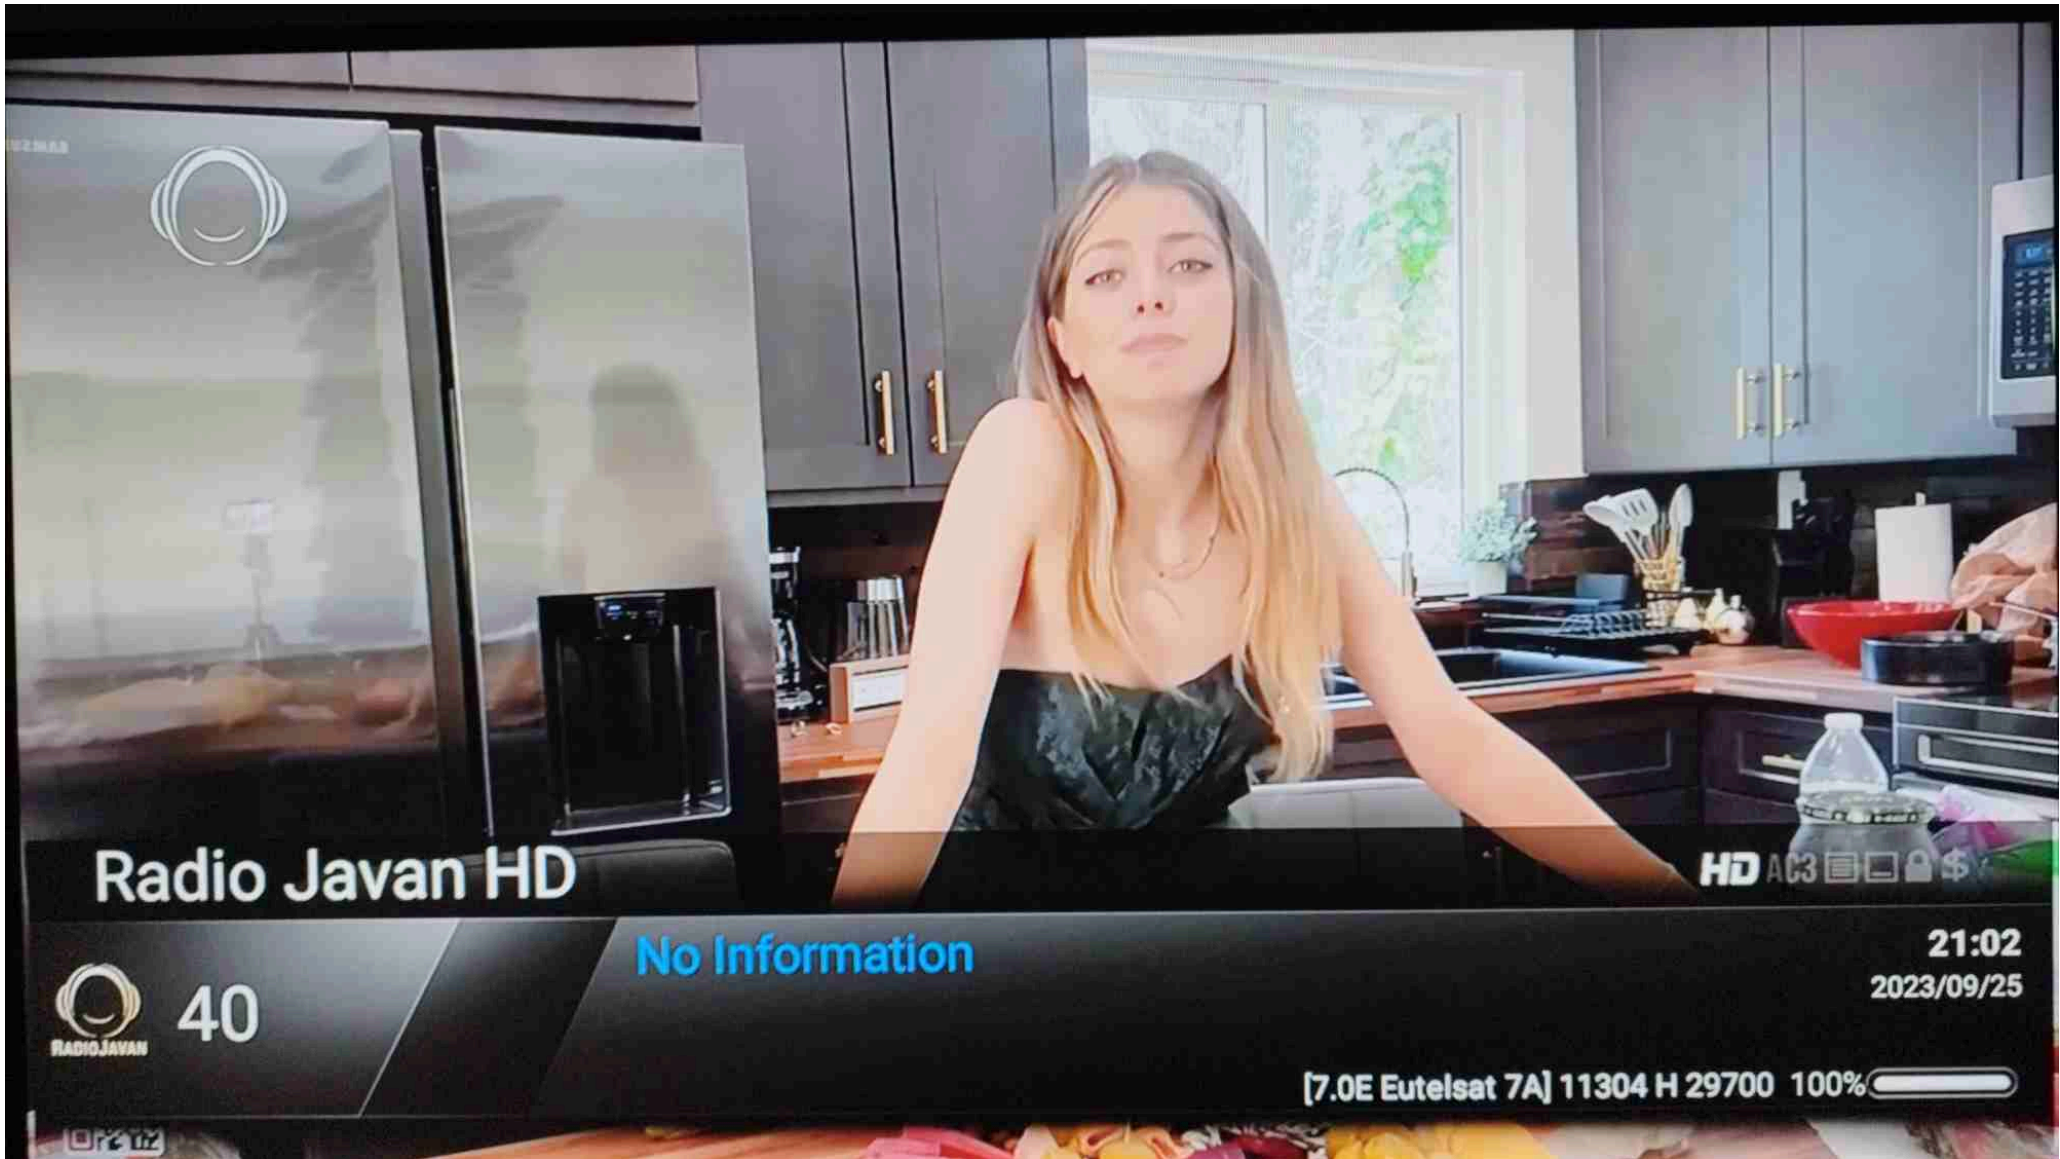 Radio Javan HD
HD AC3 $
No Information
21:02
2023/09/25
RADIOJAVAN
40
[7.0E Eutelsat 7A] 11304 H 29700 100%